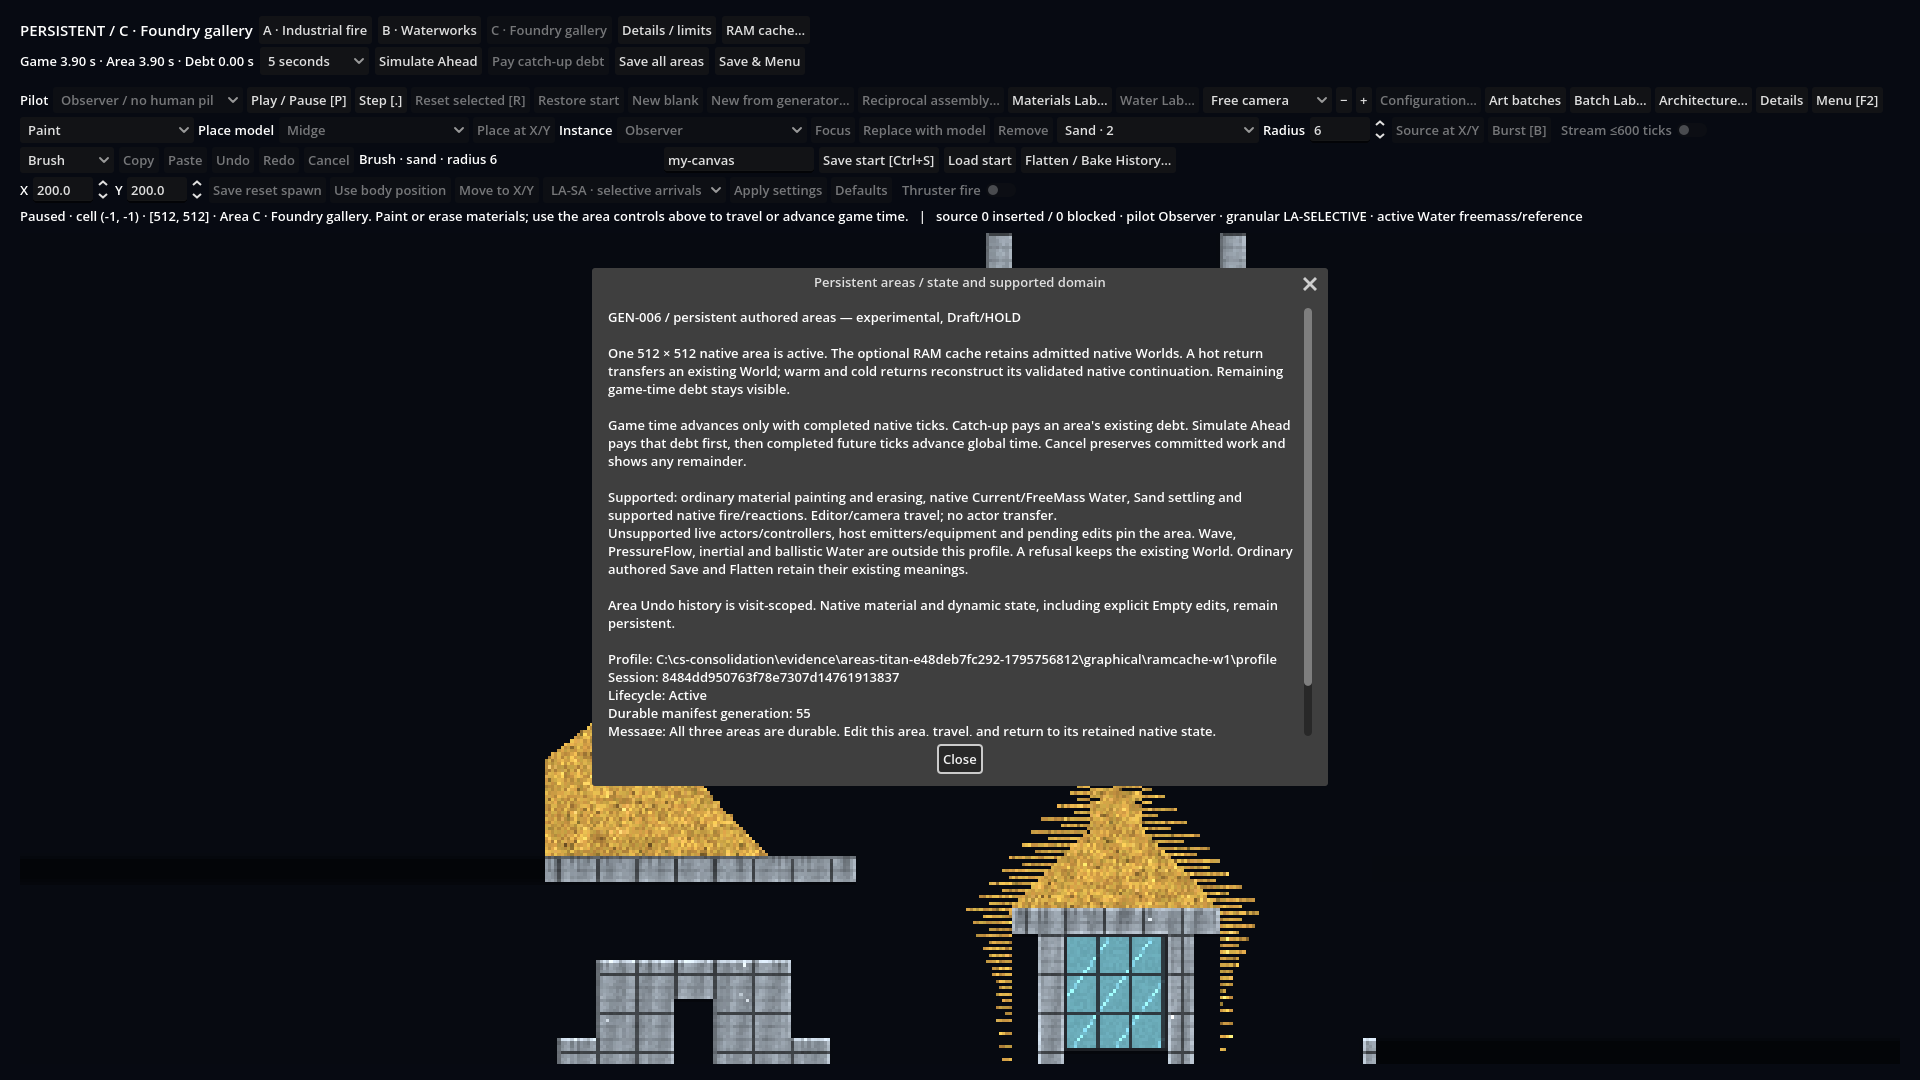 PERSISTENT / C · Foundry gallery A · Industrial fire B · Waterworks C · Foundry gallery Details / limits RAM cache...
Game 3.90 s · Area 3.90 s · Debt 0.00 s 5 seconds Simulate Ahead Pay catch-up debt Save all areas Save & Menu
Pilot Observer / no human pil Play / Pause [P] Step [.] Reset selected [R] Restore start New blank New from generator... Reciprocal assembly... Materials Lab... Water Lab... Free camera − + Configuration... Art batches Batch Lab... Architecture... Details Menu [F2]
Paint Place model Midge Place at X/Y Instance Observer Focus Replace with model Remove Sand · 2 Radius 6 Source at X/Y Burst [B] Stream ≤600 ticks
Brush Copy Paste Undo Redo Cancel Brush · sand · radius 6 my-canvas Save start [Ctrl+S] Load start Flatten / Bake History...
X 200.0 Y 200.0 Save reset spawn Use body position Move to X/Y LA-SA · selective arrivals Apply settings Defaults Thruster fire
Paused · cell (-1, -1) · [512, 512] · Area C · Foundry gallery. Paint or erase materials; use the area controls above to travel or advance game time. | source 0 inserted / 0 blocked · pilot Observer · granular LA-SELECTIVE · active Water freemass/reference
Persistent areas / state and supported domain
GEN-006 / persistent authored areas — experimental, Draft/HOLD
One 512 × 512 native area is active. The optional RAM cache retains admitted native Worlds. A hot return
transfers an existing World; warm and cold returns reconstruct its validated native continuation. Remaining
game-time debt stays visible.
Game time advances only with completed native ticks. Catch-up pays an area's existing debt. Simulate Ahead
pays that debt first, then completed future ticks advance global time. Cancel preserves committed work and
shows any remainder.
Supported: ordinary material painting and erasing, native Current/FreeMass Water, Sand settling and
supported native fire/reactions. Editor/camera travel; no actor transfer.
Unsupported live actors/controllers, host emitters/equipment and pending edits pin the area. Wave,
PressureFlow, inertial and ballistic Water are outside this profile. A refusal keeps the existing World. Ordinary
authored Save and Flatten retain their existing meanings.
Area Undo history is visit-scoped. Native material and dynamic state, including explicit Empty edits, remain
persistent.
Profile: C:\cs-consolidation\evidence\areas-titan-e48deb7fc292-1795756812\graphical\ramcache-w1\profile
Session: 8484dd950763f78e7307d14761913837
Lifecycle: Active
Durable manifest generation: 55
Message: All three areas are durable. Edit this area, travel, and return to its retained native state.
Close